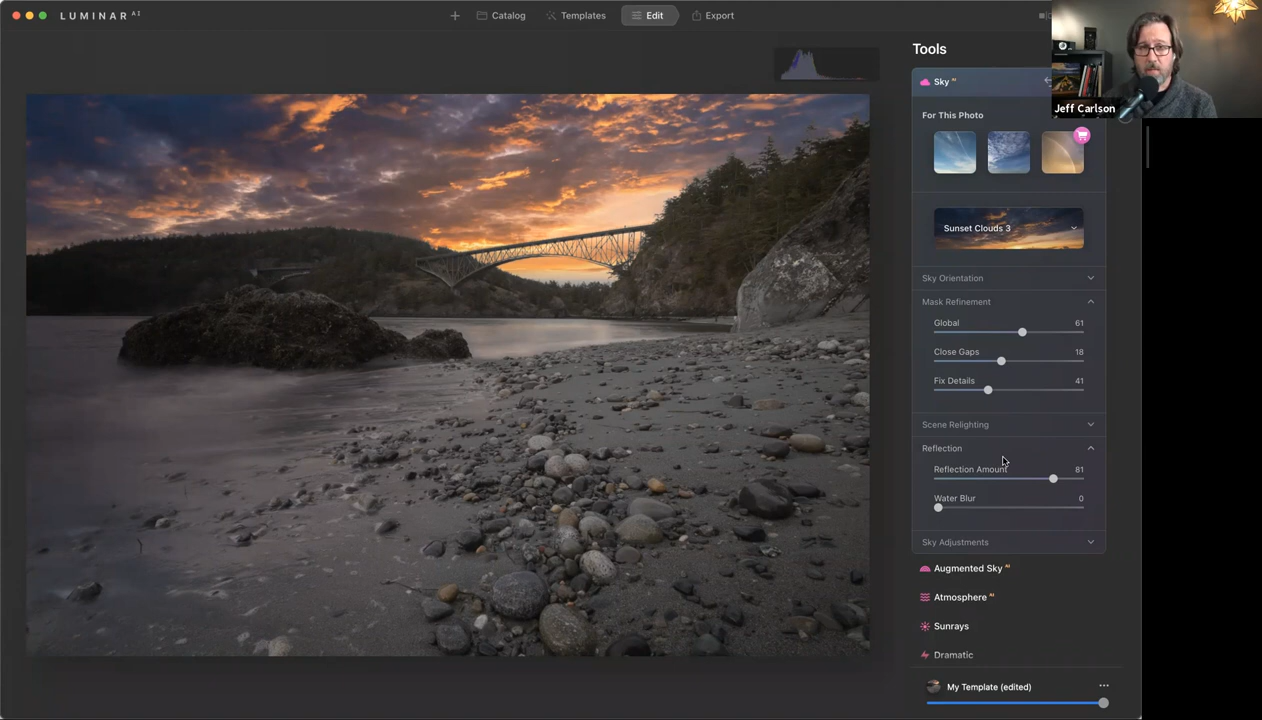 LUMINAR AI
Catalog
Templates
Edit
Export
Tools
Sky AI
Jeff Carlson
For This Photo
Sunset Clouds 3
Sky Orientation
Mask Refinement
Global 61
Close Gaps 18
Fix Details 41
Scene Relighting
Reflection
Reflection Amount 81
Water Blur 0
Sky Adjustments
Augmented Sky AI
Atmosphere AI
Sunrays
Dramatic
My Template (edited)